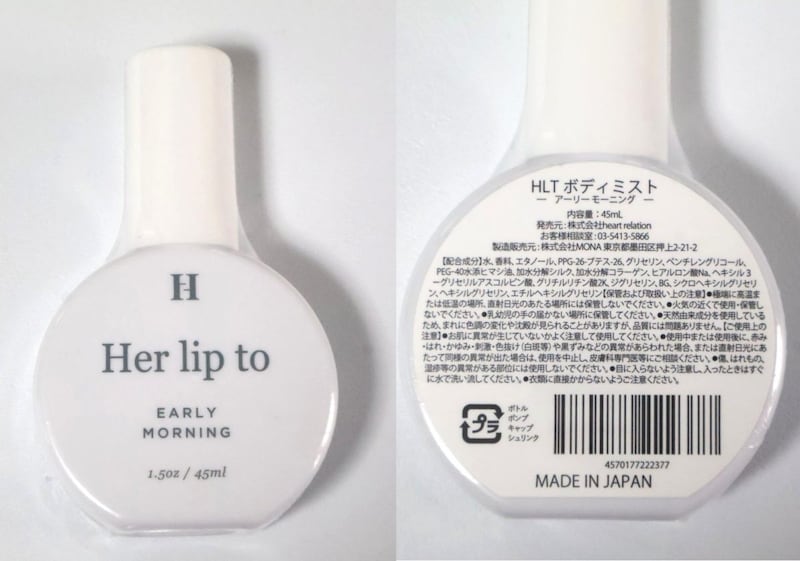 H
Her lip to
EARLY
MORNING
1.5oz / 45ml
HLT ボディミスト
― アーリーモーニング ―
内容量：45mL
発売元：株式会社heart relation
お客様相談室：03-5413-5866
製造販売元：株式会社MONA 東京都墨田区押上2-21-2
【配合成分】水、香料、エタノール、PPG-26-ブテス-26、グリセリン、ペンチレングリコール、
PEG-40水添ヒマシ油、加水分解シルク、加水分解コラーゲン、ヒアルロン酸Na、ヘキシル 3
ーグリセリルアスコルビン酸、グリチルリチン酸2K、ジグリセリン、BG、シクロヘキシルグリセリ
ン、ヘキシルグリセリン、エチルヘキシルグリセリン【保管および取扱い上の注意】●極端に高温ま
たは低温の場所、直射日光のあたる場所には保管しないでください。●火気の近くで使用・保管し
ないでください。●乳幼児の手の届かない場所に保管してください。●天然由来成分を使用してい
るため、まれに色調の変化や沈殿が見られることがありますが、品質には問題ありません。【ご使用上の
注意】●お肌に異常が生じていないかよく注意して使用してください。●使用中または使用後に、赤み
・はれ・かゆみ・刺激・色抜け(白斑等)や黒ずみなどの異常があらわれた場合、または直射日光にあ
たって同様の異常が出た場合は、使用を中止し、皮膚科専門医等にご相談ください。●傷、はれもの、
湿疹等の異常がある部位には使用しないでください。●目に入らないよう注意し、入ったときはすぐ
に水で洗い流してください。●衣類に直接かからないようご注意ください。
プラ
ボトル
ポンプ
キャップ
シュリンク
4570177222377
MADE IN JAPAN